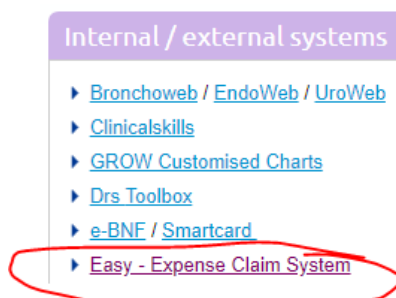 Internal / external systems
Bronchoweb / EndoWeb / UroWeb
Clinicalskills
GROW Customised Charts
Drs Toolbox
e-BNF / Smartcard
Easy - Expense Claim System